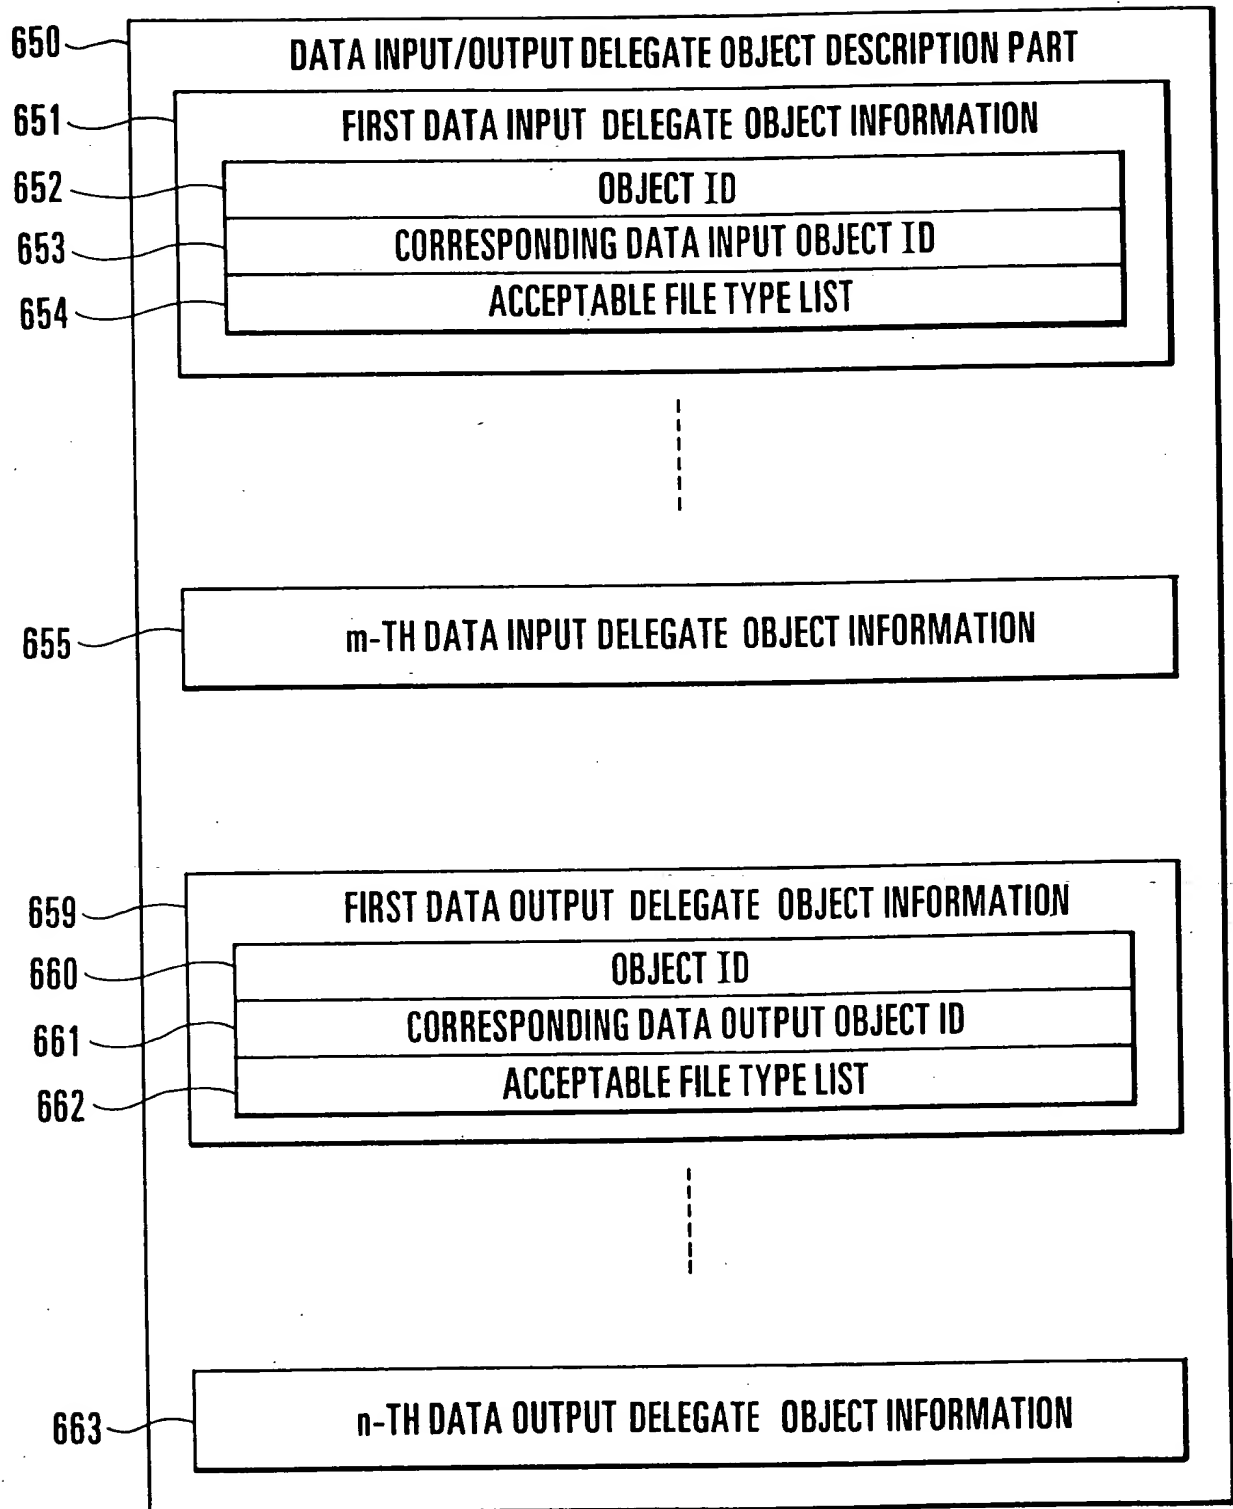 650 DATA INPUT/OUTPUT DELEGATE OBJECT DESCRIPTION PART
651 FIRST DATA INPUT DELEGATE OBJECT INFORMATION
652 OBJECT ID
653 CORRESPONDING DATA INPUT OBJECT ID
654 ACCEPTABLE FILE TYPE LIST
655 m-TH DATA INPUT DELEGATE OBJECT INFORMATION
659 FIRST DATA OUTPUT DELEGATE OBJECT INFORMATION
660 OBJECT ID
661 CORRESPONDING DATA OUTPUT OBJECT ID
662 ACCEPTABLE FILE TYPE LIST
663 n-TH DATA OUTPUT DELEGATE OBJECT INFORMATION